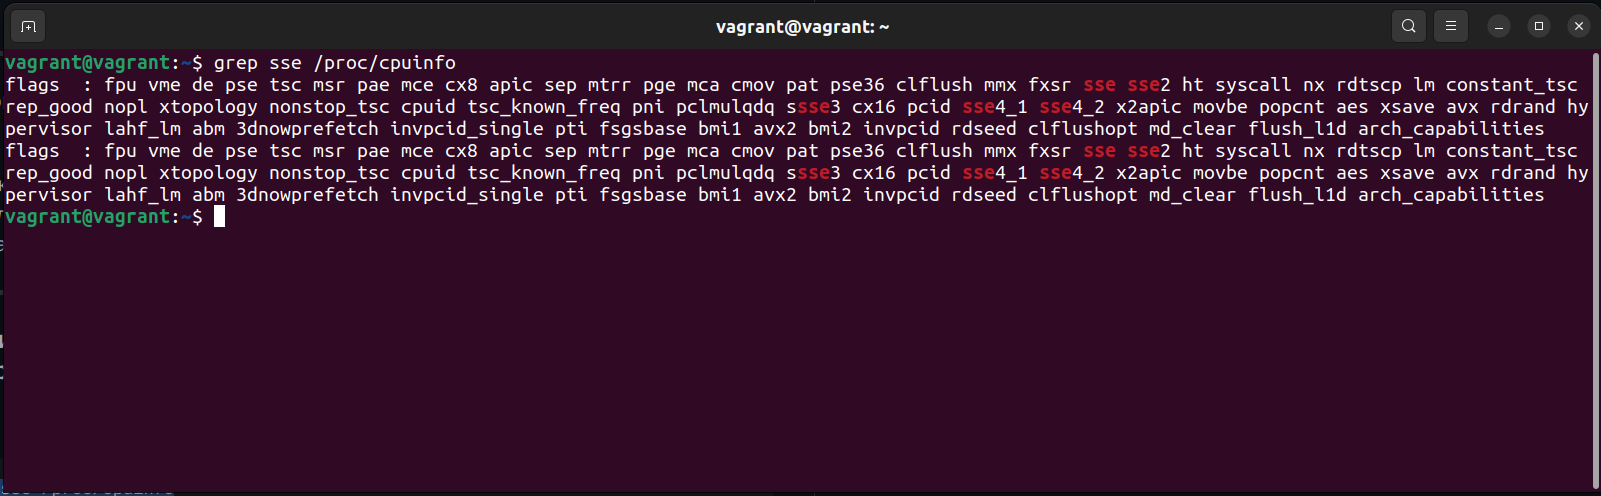 vagrant@vagrant: ~
vagrant@vagrant:~$ grep sse /proc/cpuinfo
flags : fpu vme de pse tsc msr pae mce cx8 apic sep mtrr pge mca cmov pat pse36 clflush mmx fxsr sse sse2 ht syscall nx rdtscp lm constant_tsc
rep_good nopl xtopology nonstop_tsc cpuid tsc_known_freq pni pclmulqdq ssse3 cx16 pcid sse4_1 sse4_2 x2apic movbe popcnt aes xsave avx rdrand hy
pervisor lahf_lm abm 3dnowprefetch invpcid_single pti fsgsbase bmi1 avx2 bmi2 invpcid rdseed clflushopt md_clear flush_l1d arch_capabilities
flags : fpu vme de pse tsc msr pae mce cx8 apic sep mtrr pge mca cmov pat pse36 clflush mmx fxsr sse sse2 ht syscall nx rdtscp lm constant_tsc
rep_good nopl xtopology nonstop_tsc cpuid tsc_known_freq pni pclmulqdq ssse3 cx16 pcid sse4_1 sse4_2 x2apic movbe popcnt aes xsave avx rdrand hy
pervisor lahf_lm abm 3dnowprefetch invpcid_single pti fsgsbase bmi1 avx2 bmi2 invpcid rdseed clflushopt md_clear flush_l1d arch_capabilities
vagrant@vagrant:~$